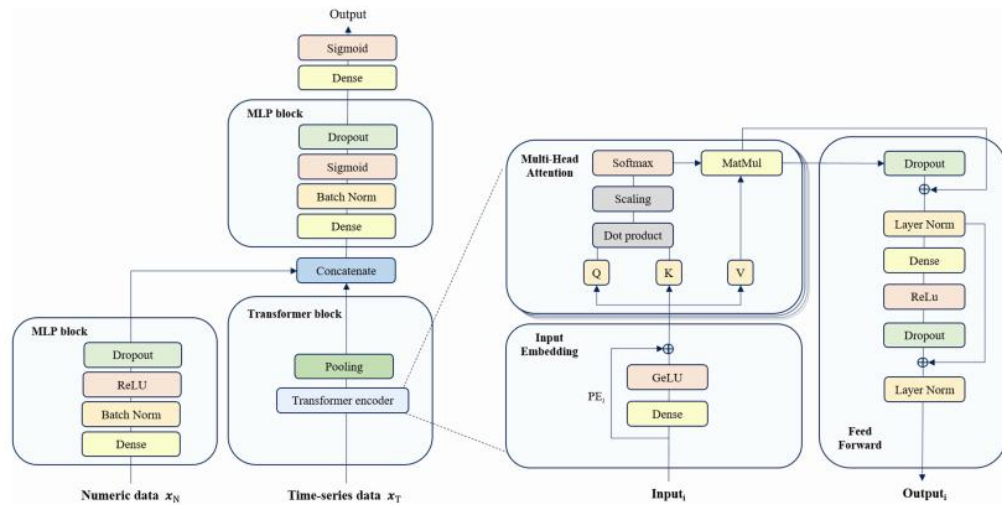 Output
Sigmoid
Dense
MLP block
Dropout
Sigmoid
Batch Norm
Dense
Concatenate
MLP block
Dropout
ReLU
Batch Norm
Dense
Numeric data x_N
Transformer block
Pooling
Transformer encoder
Time-series data x_T
Multi-Head
Attention
Softmax
MatMul
Scaling
Dot product
Q
K
V
Input
Embedding
GeLU
PE_i
Dense
Input_i
Dropout
Layer Norm
Dense
ReLu
Dropout
Layer Norm
Feed
Forward
Output_i